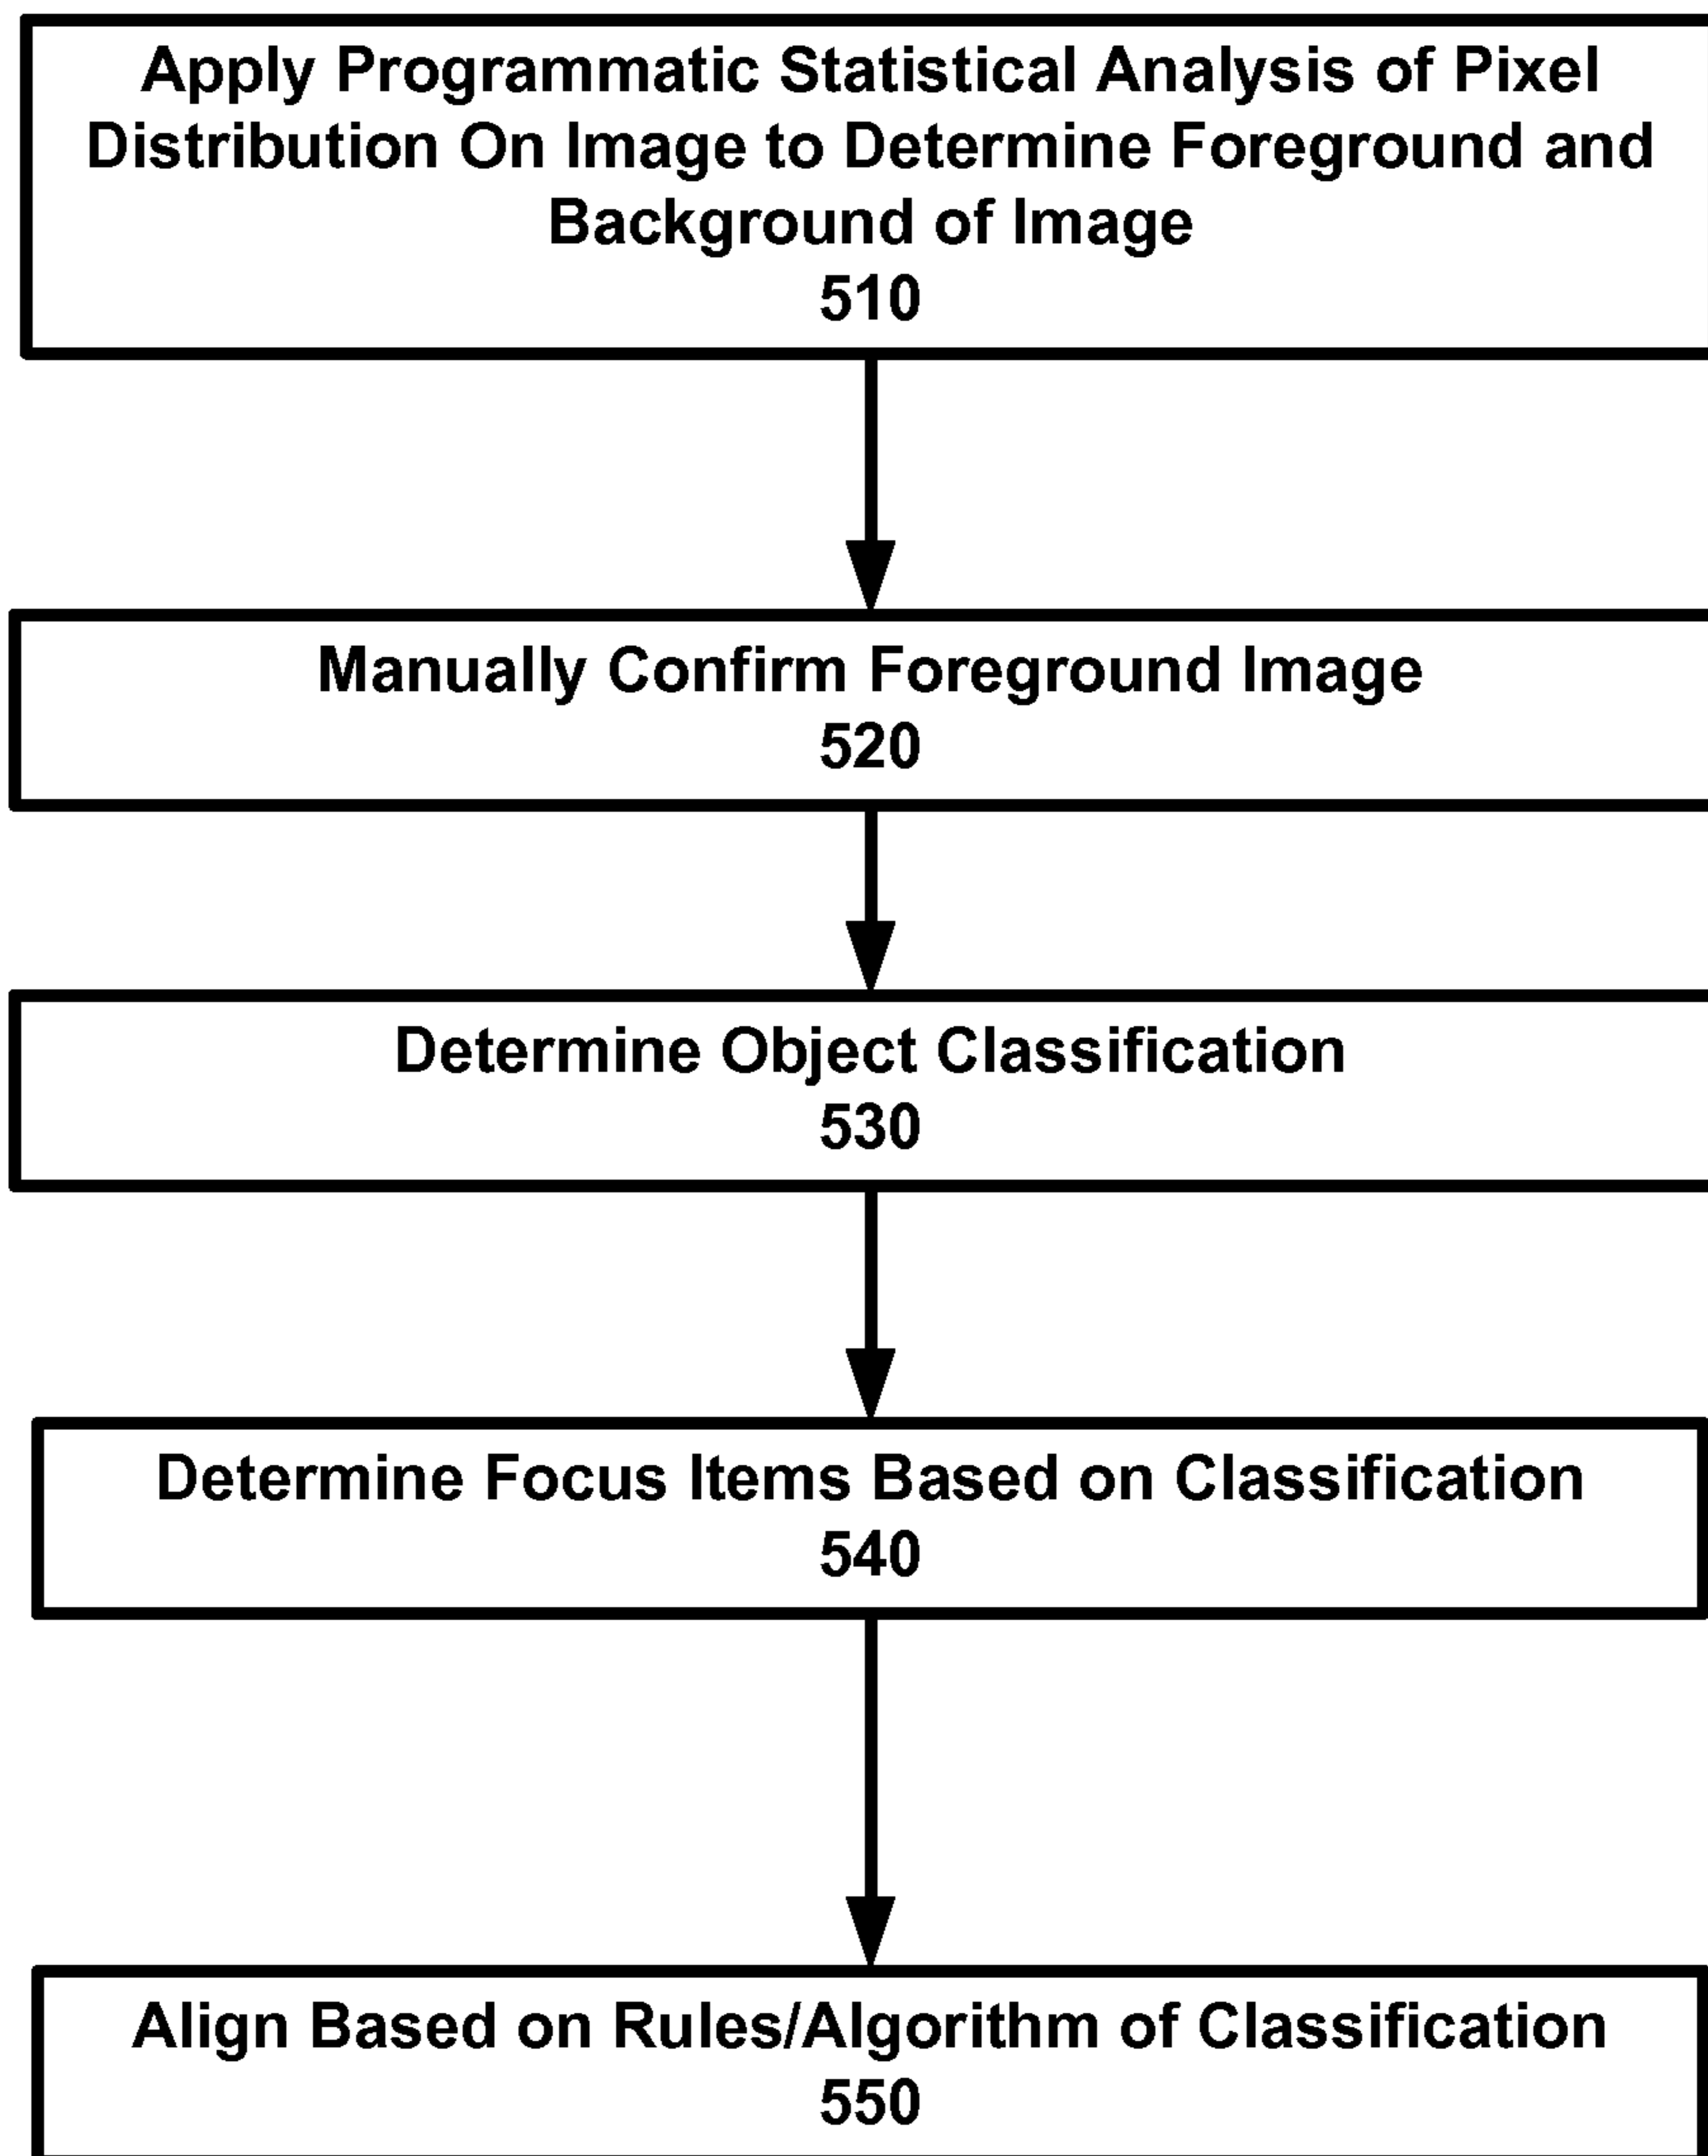 Apply Programmatic Statistical Analysis of Pixel
Distribution On Image to Determine Foreground and
Background of Image
510
Manually Confirm Foreground Image
520
Determine Object Classification
530
Determine Focus Items Based on Classification
540
Align Based on Rules/Algorithm of Classification
550